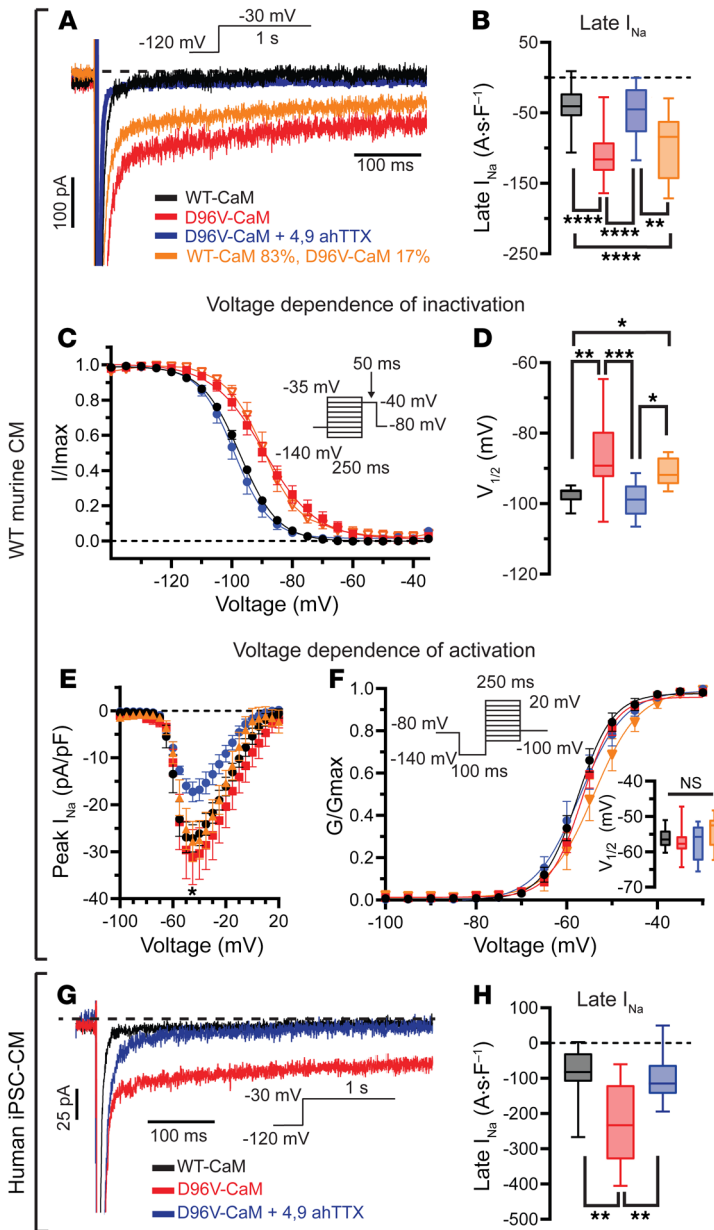 WT murine CM
A
-30 mV
-120 mV
1 s
100 pA
100 ms
WT-CaM
D96V-CaM
D96V-CaM + 4,9 ahTTX
WT-CaM 83%, D96V-CaM 17%
B
Late I_Na
Late I_Na (A·s·F⁻¹)
50
-50
-150
-250
****
****
**
****
Voltage dependence of inactivation
C
I/Imax
1.0
0.8
0.6
0.4
0.2
0.0
-120
-100
-80
-60
-40
Voltage (mV)
50 ms
-35 mV
-40 mV
-80 mV
-140 mV
250 ms
D
V_1/2 (mV)
-60
-80
-100
-120
*
**
***
*
Voltage dependence of activation
E
Peak I_Na (pA/pF)
0
-10
-20
-30
-40
*
-100
-60
-20
20
Voltage (mV)
F
G/Gmax
1.0
0.8
0.6
0.4
0.2
0.0
-100
-80
-60
-40
Voltage (mV)
250 ms
-80 mV
20 mV
-140 mV
100 ms
-100 mV
NS
V_1/2 (mV)
-40
-50
-60
-70
Human iPSC-CM
G
25 pA
100 ms
-30 mV
1 s
-120 mV
WT-CaM
D96V-CaM
D96V-CaM + 4,9 ahTTX
H
Late I_Na
Late I_Na (A·s·F⁻¹)
100
0
-100
-200
-300
-400
-500
**
**